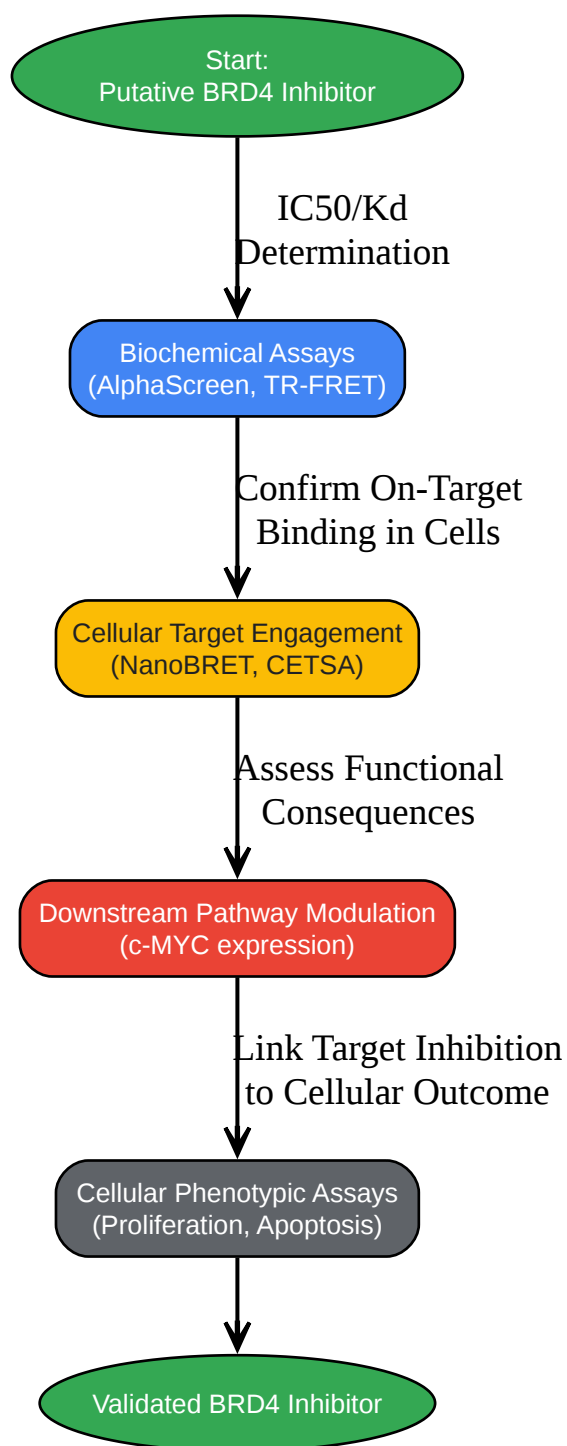 Start:
Putative BRD4 Inhibitor
IC50/Kd
Determination
Biochemical Assays
(AlphaScreen, TR-FRET)
Confirm On-Target
Binding in Cells
Cellular Target Engagement
(NanoBRET, CETSA)
Assess Functional
Consequences
Downstream Pathway Modulation
(c-MYC expression)
Link Target Inhibition
to Cellular Outcome
Cellular Phenotypic Assays
(Proliferation, Apoptosis)
Validated BRD4 Inhibitor